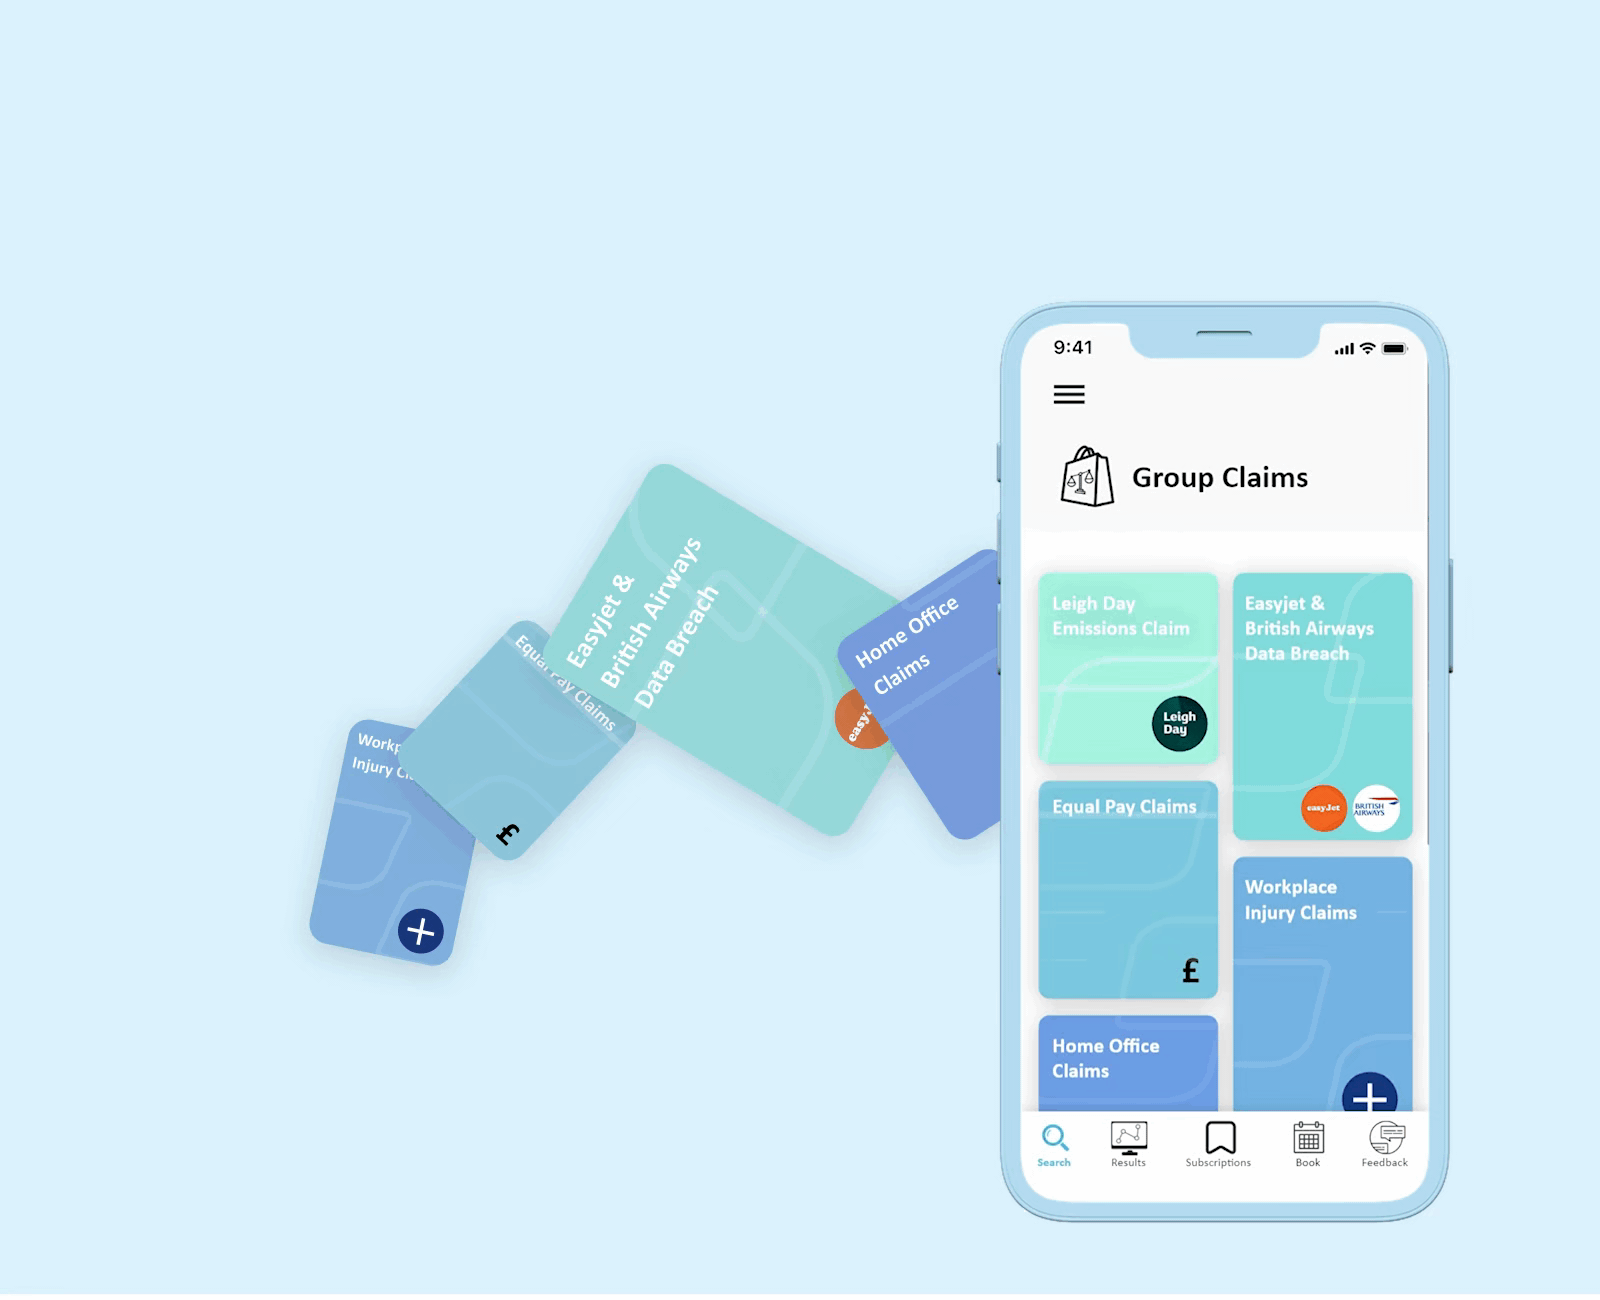 Workp
Injury Cl
Equal Pay Claims
£
Easyjet &
British Airways
Data Breach
easyJ
Home Office
Claims
9:41
Group Claims
Leigh Day
Emissions Claim
Leigh
Day
Easyjet &
British Airways
Data Breach
easyJet
BRITISH
AIRWAYS
Equal Pay Claims
£
Workplace
Injury Claims
Home Office
Claims
Search
Results
Subscriptions
Book
Feedback